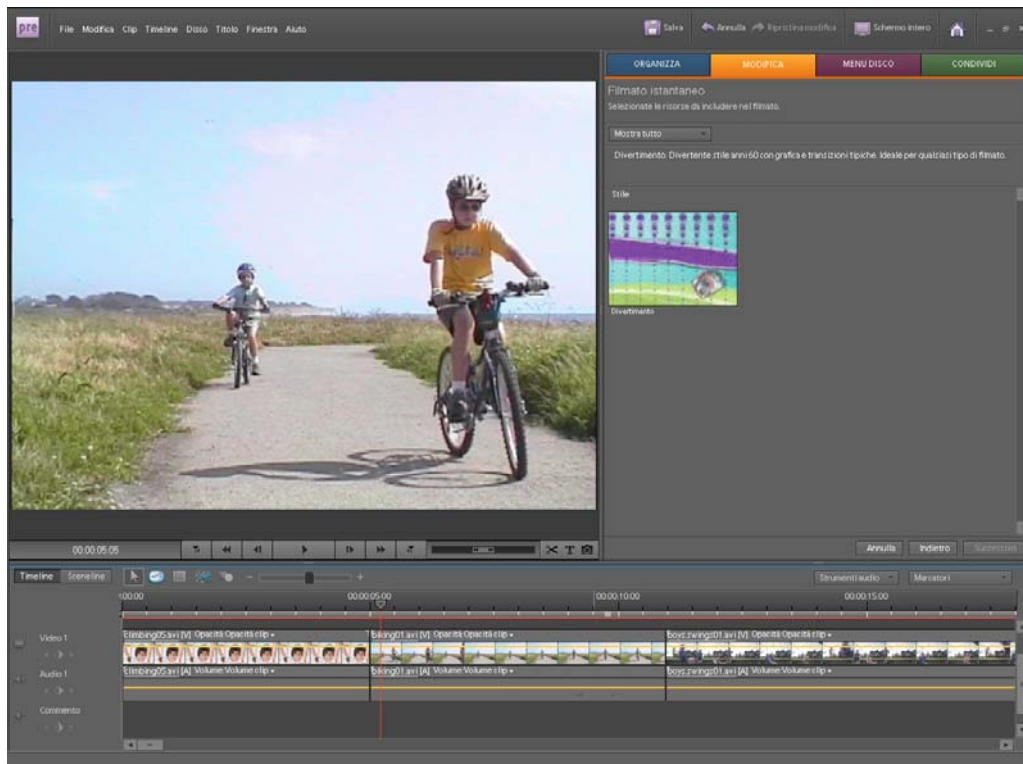 pre File Modifica Clip Timeline Disco Titolo Finestra Aiuto Salva Annulla Ripristina modifica Schermo intero
ORGANIZZA MODIFICA MENU DISCO CONDIVIDI
Filmato istantaneo
Selezionate le risorse da includere nel filmato.
Mostra tutto
Divertimento: Divertente stile anni 60 con grafica e transizioni tipiche. Ideale per qualsiasi tipo di filmato.
Stile
Divertimento
00:00:05:05 T Annulla Indietro Successivo
Timeline Sceneline Strumenti audio Marcatori
:00:00 00:00:05:00 00:00:10:00 00:00:15:00
Video 1 climbing05.avi [V] Opacità:Opacità clip biking01.avi [V] Opacità:Opacità clip boys swings01.avi [V] Opacità:Opacità clip
Audio 1 climbing05.avi [A] Volume:Volume clip biking01.avi [A] Volume:Volume clip boys swings01.avi [A] Volume:Volume clip
Commento